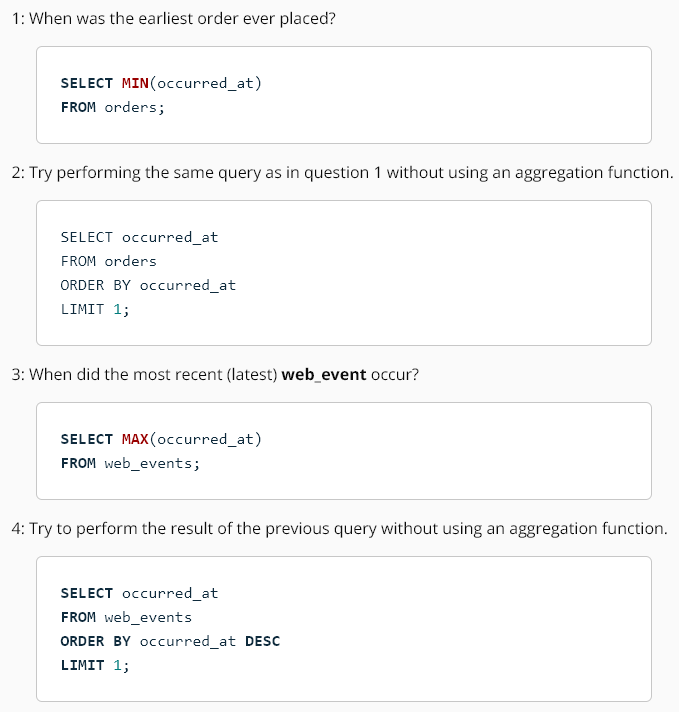 1: When was the earliest order ever placed?
SELECT MIN(occurred_at)
FROM orders;
2: Try performing the same query as in question 1 without using an aggregation function.
SELECT occurred_at
FROM orders
ORDER BY occurred_at
LIMIT 1;
3: When did the most recent (latest) web_event occur?
SELECT MAX(occurred_at)
FROM web_events;
4: Try to perform the result of the previous query without using an aggregation function.
SELECT occurred_at
FROM web_events
ORDER BY occurred_at DESC
LIMIT 1;